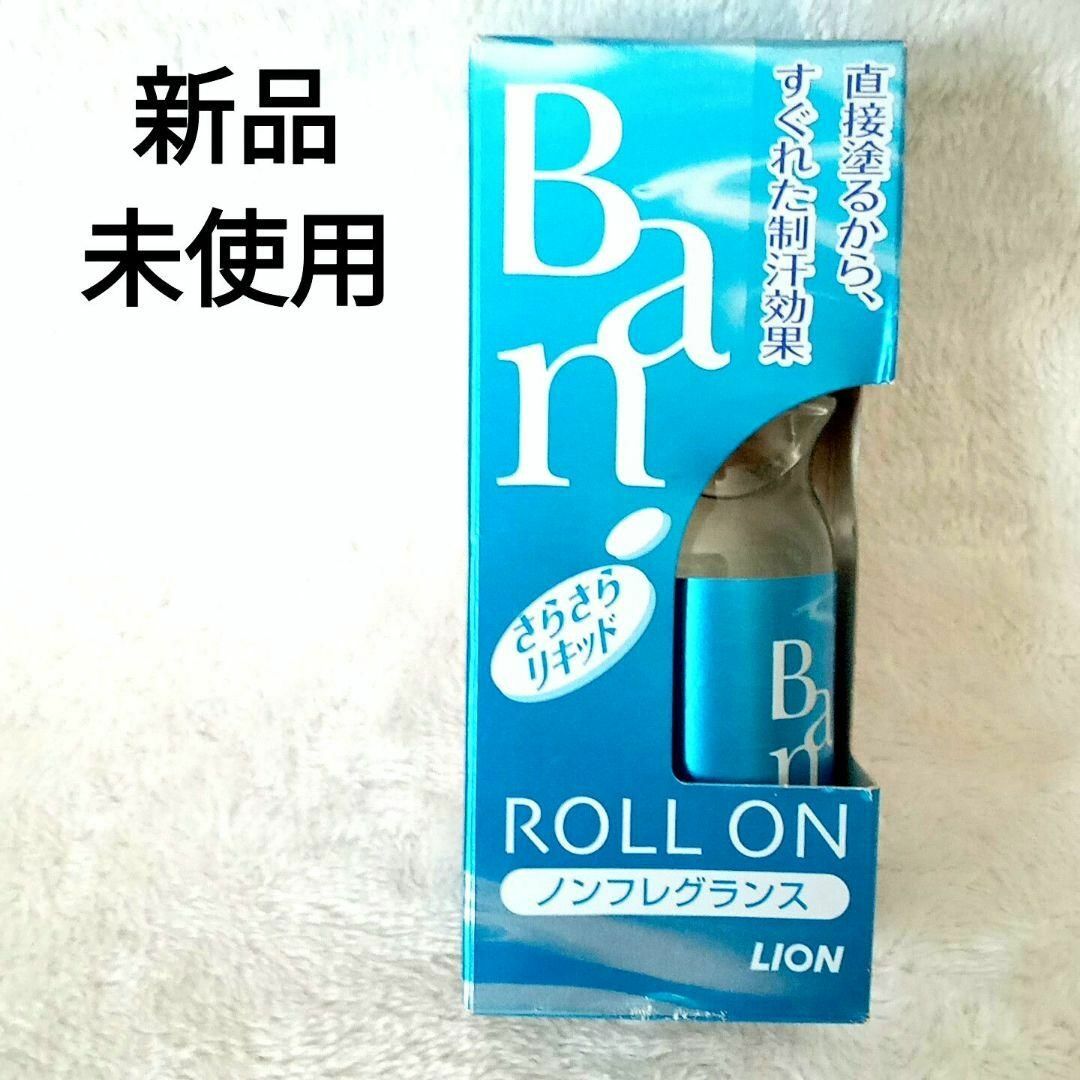 新品
未使用
直接塗るから、
すぐれた制汗効果
Ban
さらさら
リキッド
Ban
ROLL ON
ノンフレグランス
LION